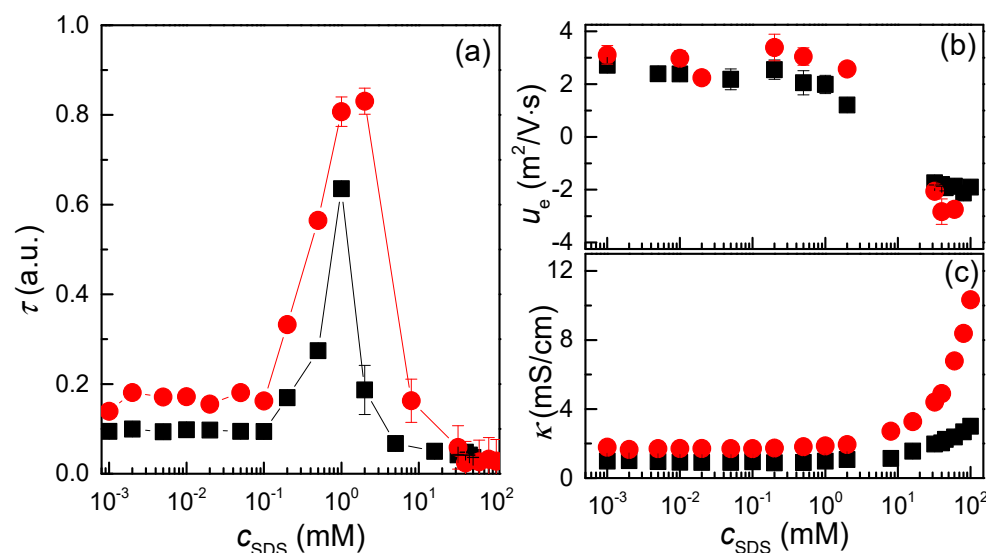 (a)
1.0
0.8
0.6
0.4
0.2
0.0
τ (a.u.)
10⁻³ 10⁻² 10⁻¹ 10⁰ 10¹ 10²
c_SDS (mM)
(b)
4
2
0
-2
-4
u_e (m²/V·s)
(c)
12
8
4
0
κ (mS/cm)
10⁻³ 10⁻² 10⁻¹ 10⁰ 10¹ 10²
c_SDS (mM)